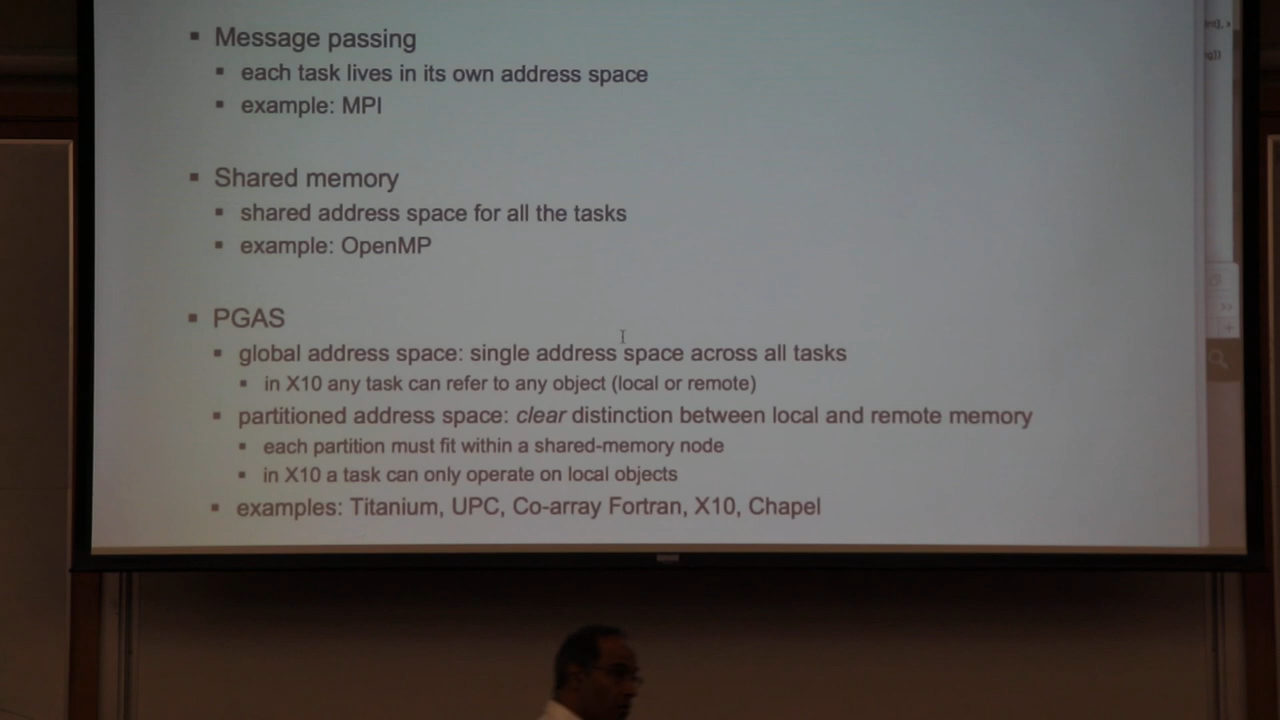 ▪ Message passing
▪ each task lives in its own address space
▪ example: MPI
▪ Shared memory
▪ shared address space for all the tasks
▪ example: OpenMP
▪ PGAS
▪ global address space: single address space across all tasks
▪ in X10 any task can refer to any object (local or remote)
▪ partitioned address space: clear distinction between local and remote memory
▪ each partition must fit within a shared-memory node
▪ in X10 a task can only operate on local objects
▪ examples: Titanium, UPC, Co-array Fortran, X10, Chapel